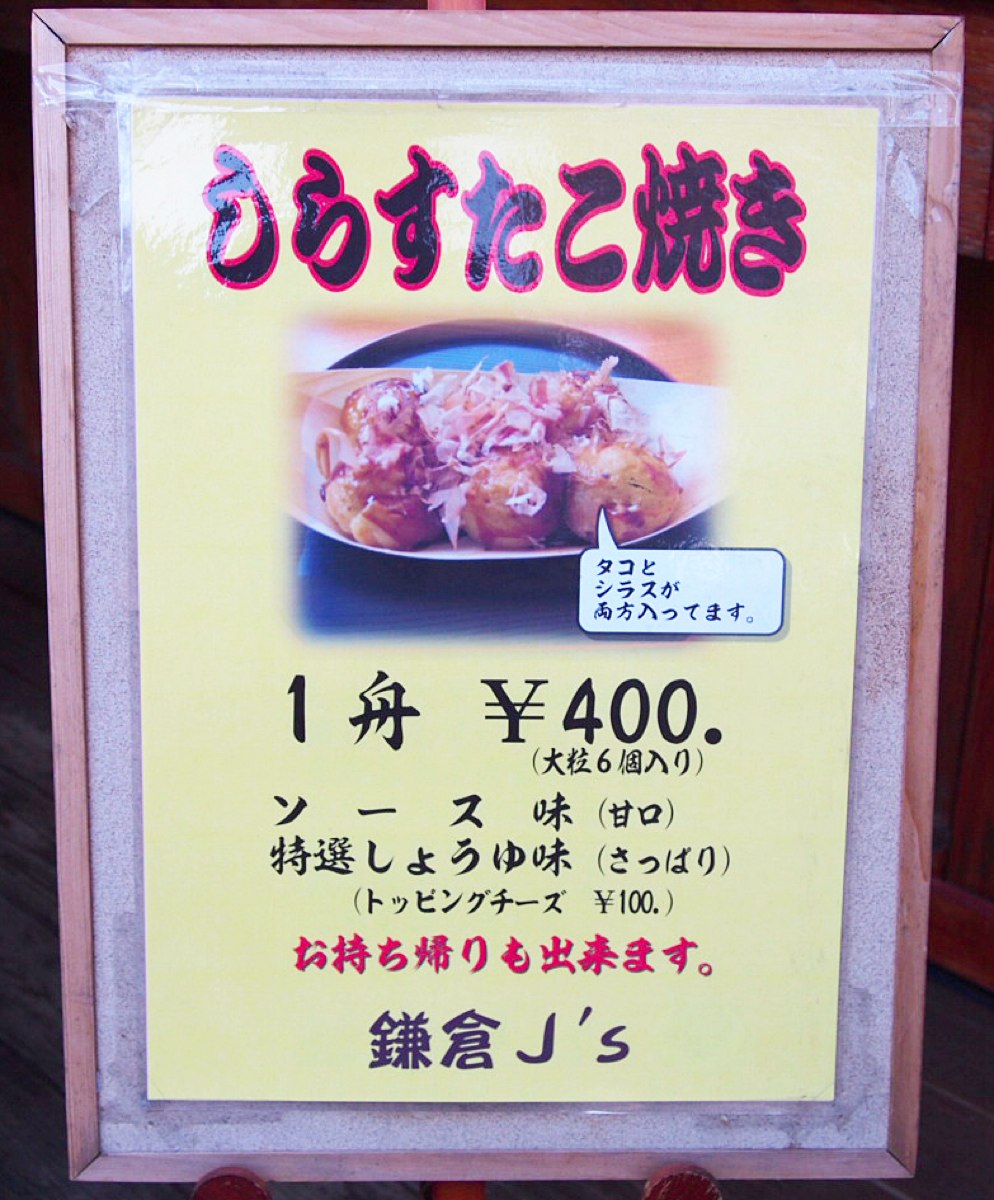 しらすたこ焼き
タコと
シラスが
両方入ってます。
1舟 ￥400.
(大粒6個入り)
ソース味(甘口)
特選しょうゆ味(さっぱり)
(トッピングチーズ ￥100.)
お持ち帰りも出来ます。
鎌倉J's